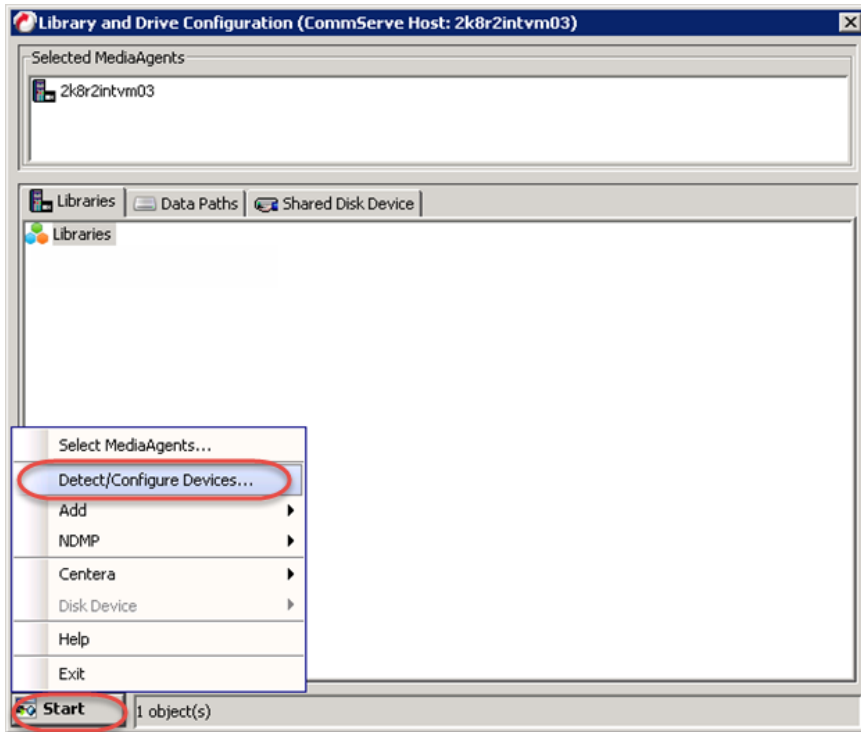 Library and Drive Configuration (CommServe Host: 2k8r2intvm03)
Selected MediaAgents
2k8r2intvm03
Libraries Data Paths Shared Disk Device
Libraries
Select MediaAgents...
Detect/Configure Devices...
Add
NDMP
Centera
Disk Device
Help
Exit
Start 1 object(s)